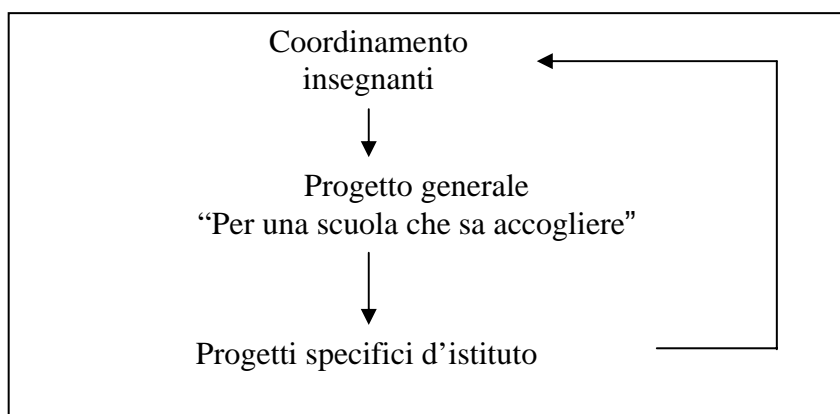 Coordinamento
insegnanti
Progetto generale
“Per una scuola che sa accogliere”
Progetti specifici d’istituto